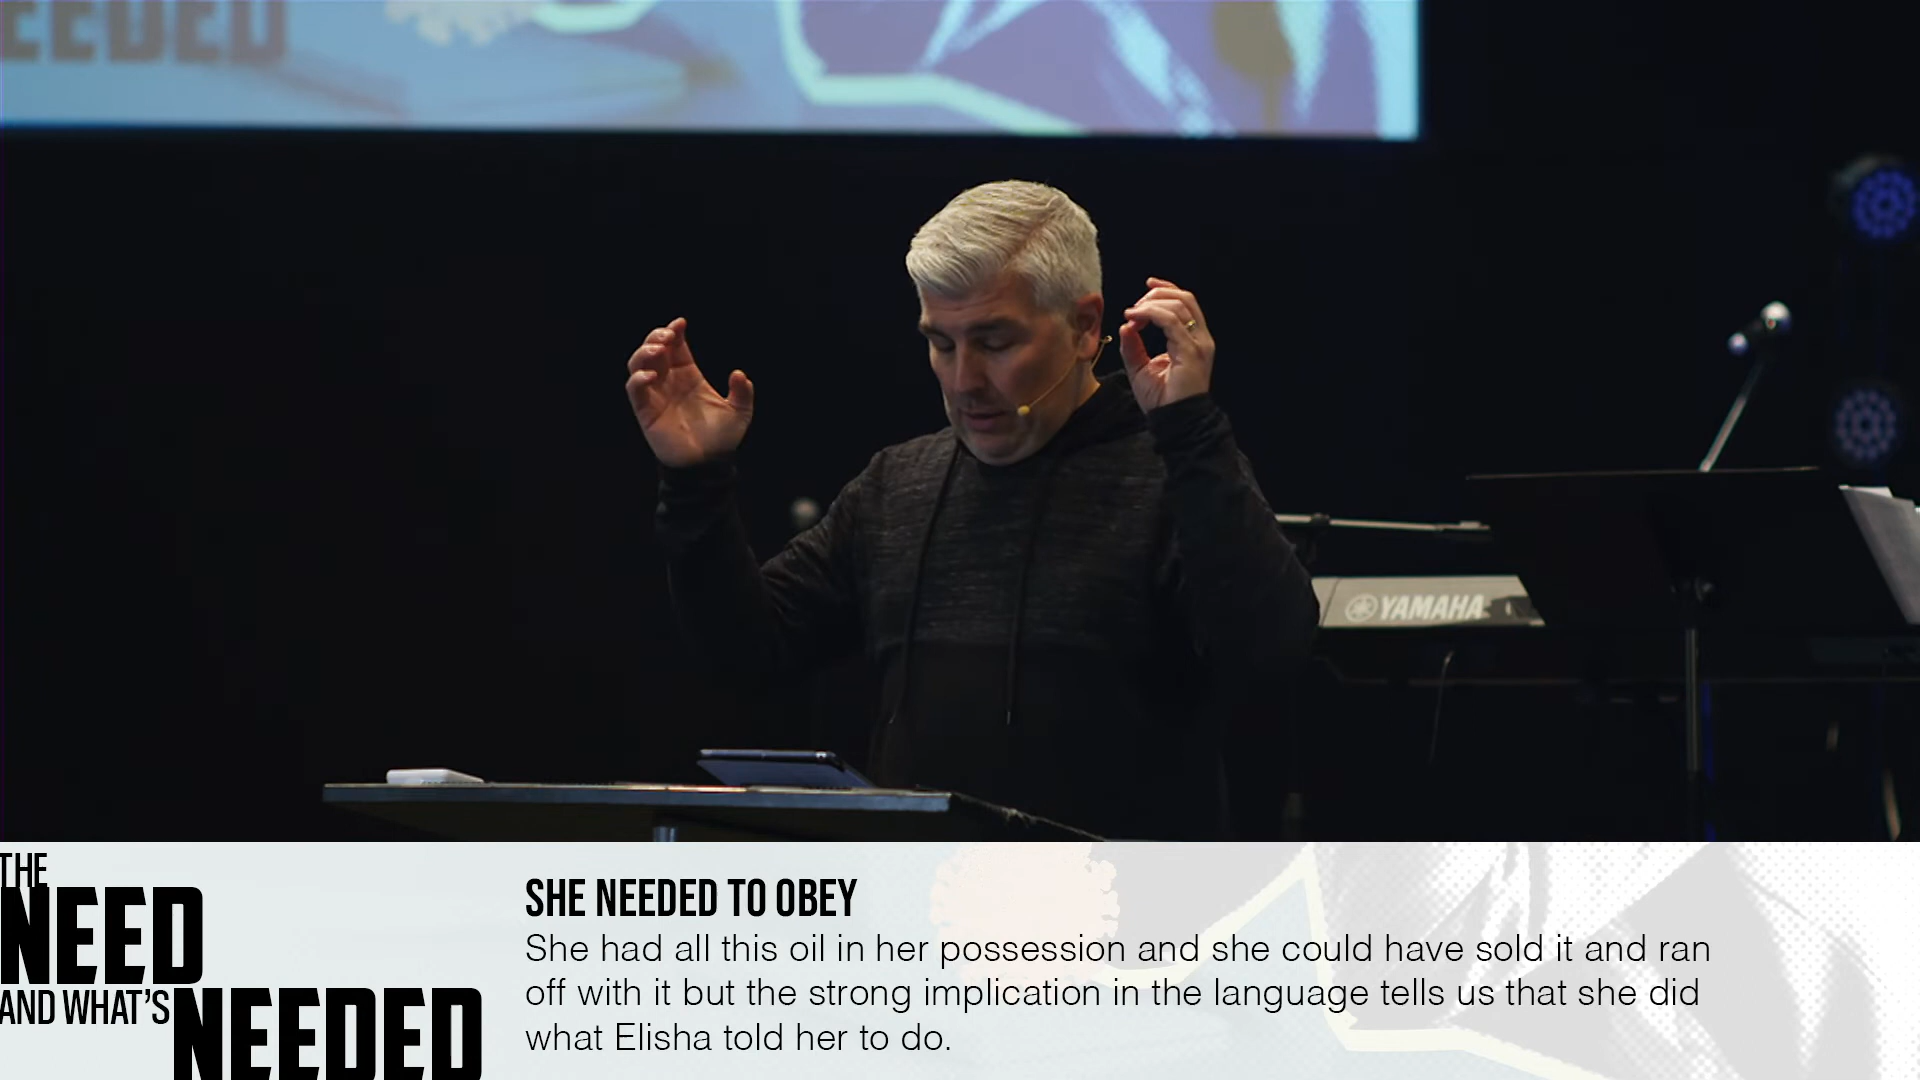 EEDED
YAMAHA
THE
NEED
AND WHAT'S
NEEDED
SHE NEEDED TO OBEY
She had all this oil in her possession and she could have sold it and ran
off with it but the strong implication in the language tells us that she did
what Elisha told her to do.